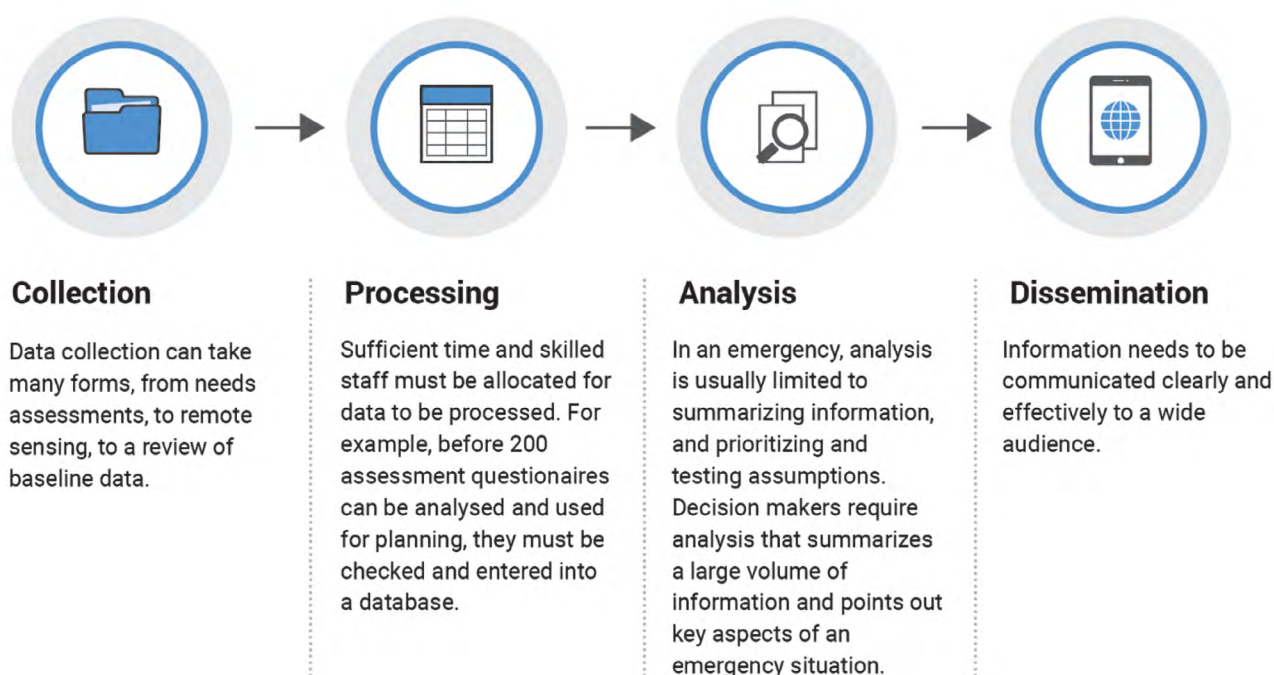 Collection
Data collection can take
many forms, from needs
assessments, to remote
sensing, to a review of
baseline data.
Processing
Sufficient time and skilled
staff must be allocated for
data to be processed. For
example, before 200
assessment questionaires
can be analysed and used
for planning, they must be
checked and entered into
a database.
Analysis
In an emergency, analysis
is usually limited to
summarizing information,
and prioritizing and
testing assumptions.
Decision makers require
analysis that summarizes
a large volume of
information and points out
key aspects of an
emergency situation.
Dissemination
Information needs to be
communicated clearly and
effectively to a wide
audience.